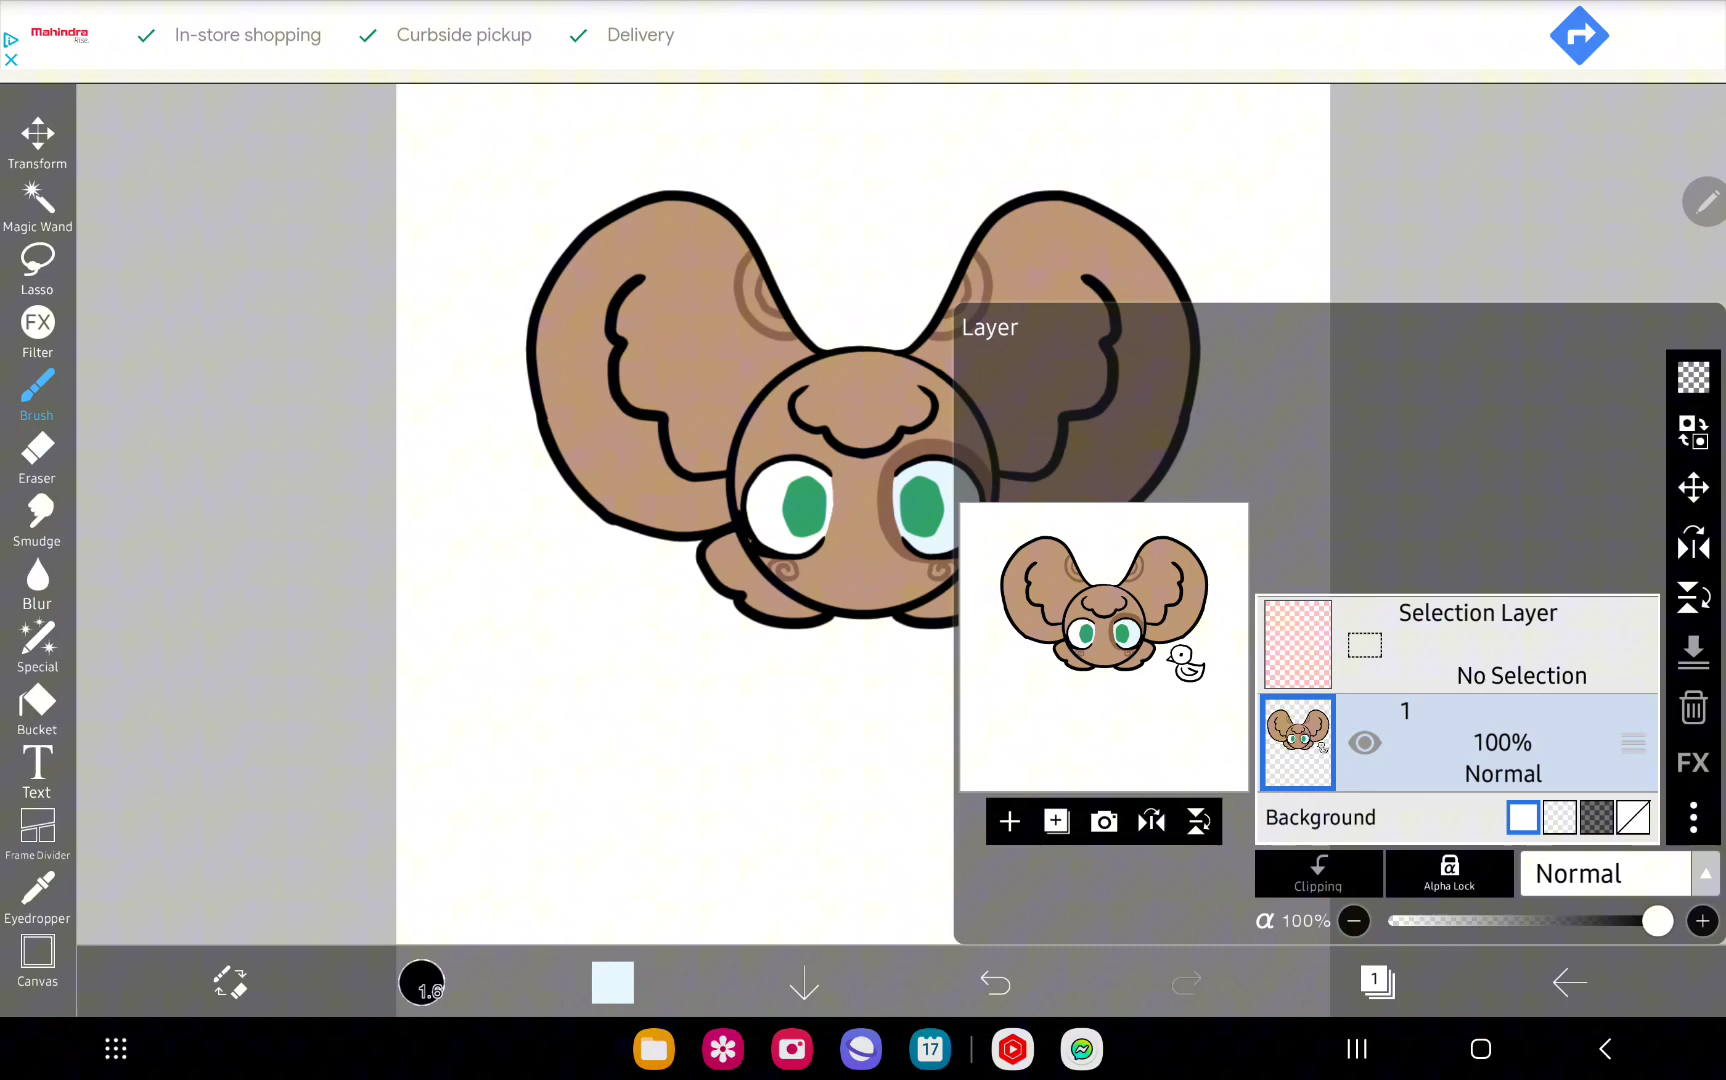 Mahindra
Rise.
In-store shopping
Curbside pickup
Delivery
Transform
Magic Wand
Lasso
FX
Filter
Brush
Eraser
Smudge
Blur
Special
Bucket
T
Text
Frame Divider
Eyedropper
Canvas
Layer
Selection Layer
No Selection
1
100%
Normal
FX
Background
Clipping
α
Alpha Lock
Normal
α 100%
1.6
1
17